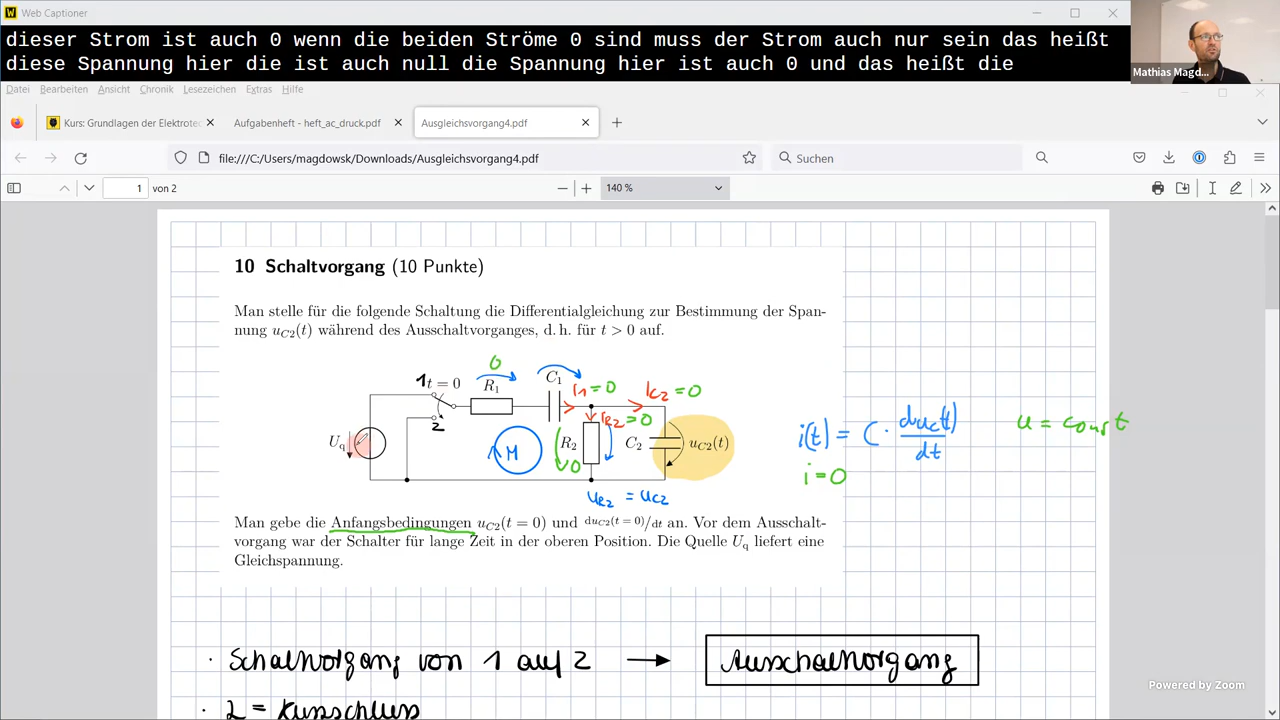 Web Captioner
dieser Strom ist auch 0 wenn die beiden Ströme 0 sind muss der Strom auch nur sein das heißt
diese Spannung hier die ist auch null die Spannung hier ist auch 0 und das heißt die
Mathias Magd...
Datei Bearbeiten Ansicht Chronik Lesezeichen Extras Hilfe
Kurs: Grundlagen der Elektrotec
Aufgabenheft - heft_ac_druck.pdf
Ausgleichsvorgang4.pdf
file:///C:/Users/magdowsk/Downloads/Ausgleichsvorgang4.pdf
Suchen
1 von 2
140 %
10 Schaltvorgang (10 Punkte)
Man stelle für die folgende Schaltung die Differentialgleichung zur Bestimmung der Span-
nung uC2(t) während des Ausschaltvorganges, d. h. für t > 0 auf.
0
1 t = 0
R1
C1
I1 = 0
IC2 = 0
2
IR2 = 0
Uq
M
R2
0
C2
uC2(t)
uR2 = uC2
i(t) = C · duc(t)/dt
u = const
i = 0
Man gebe die Anfangsbedingungen uC2(t = 0) und duC2(t=0)/dt an. Vor dem Ausschalt-
vorgang war der Schalter für lange Zeit in der oberen Position. Die Quelle Uq liefert eine
Gleichspannung.
· Schaltvorgang von 1 auf 2 → Ausschaltvorgang
· 2 = Kurzschluss
Powered by Zoom